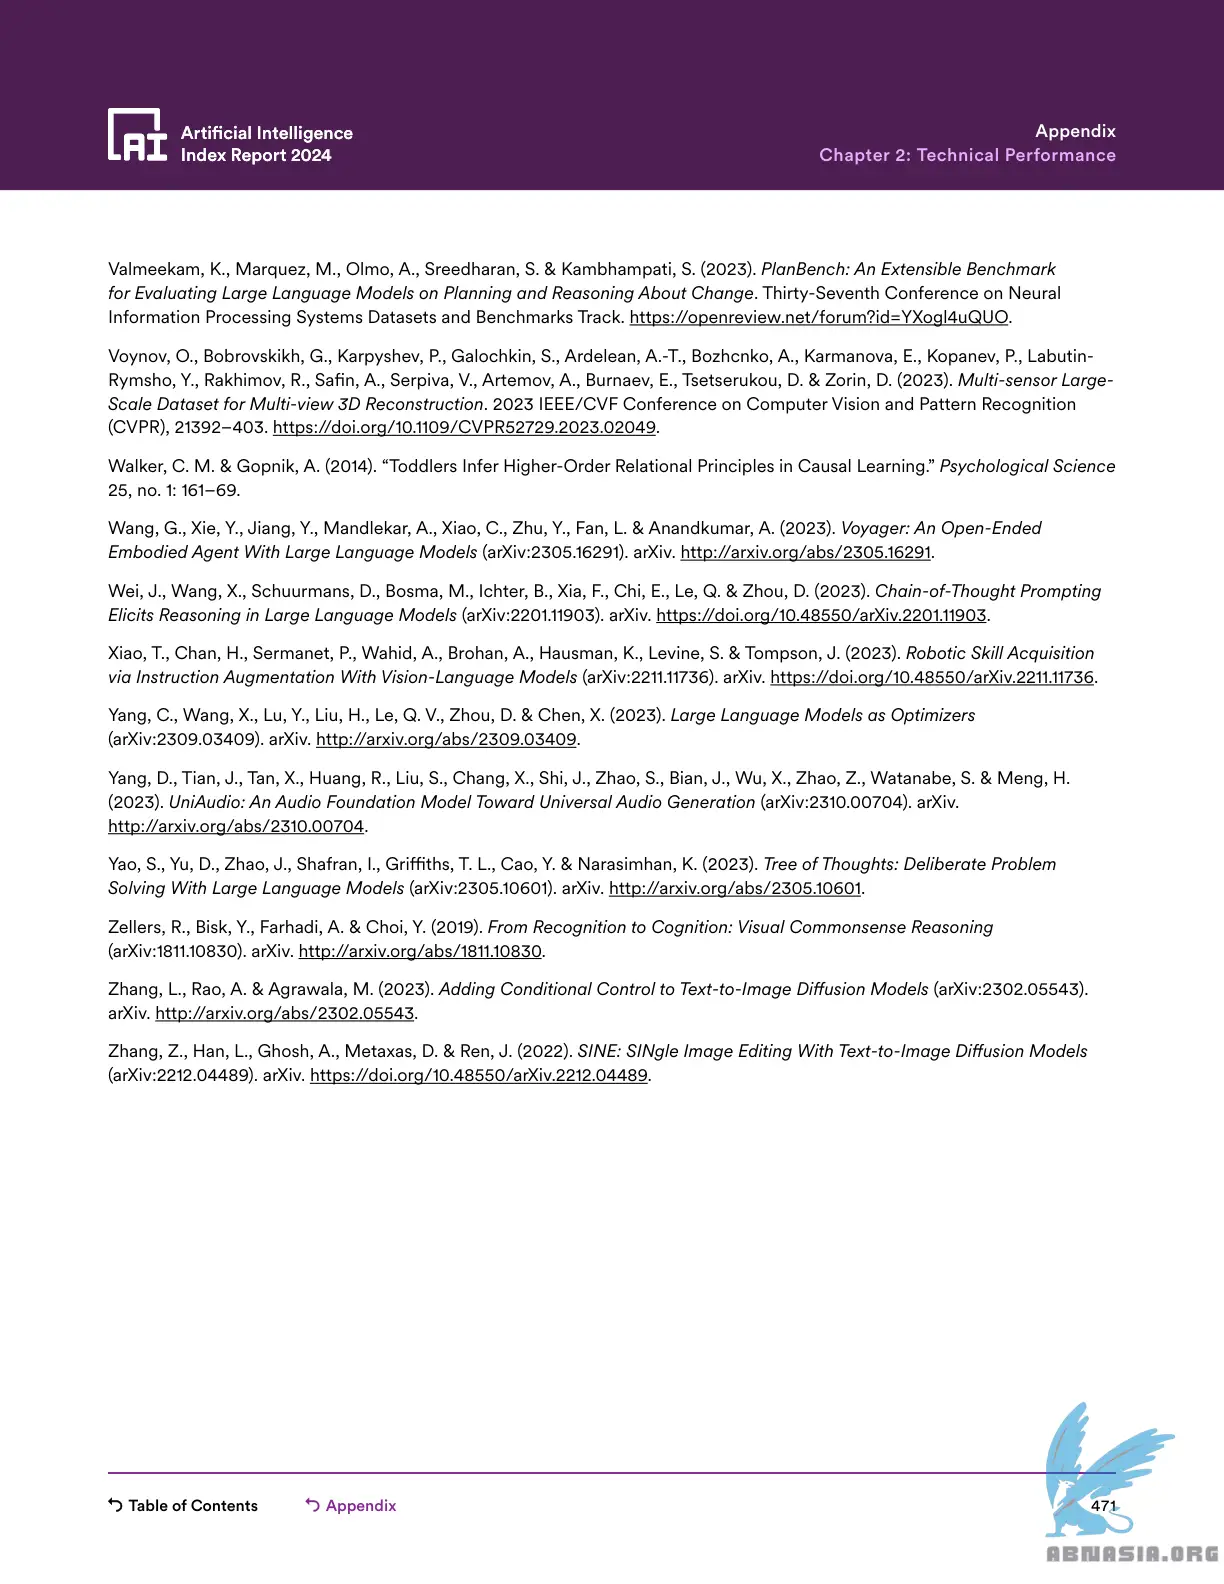 Artificial Intelligence
Index Report 2024
Appendix
Chapter 2: Technical Performance
Valmeekam, K., Marquez, M., Olmo, A., Sreedharan, S. & Kambhampati, S. (2023). PlanBench: An Extensible Benchmark
for Evaluating Large Language Models on Planning and Reasoning About Change. Thirty-Seventh Conference on Neural
Information Processing Systems Datasets and Benchmarks Track. https://openreview.net/forum?id=YXogl4uQUO.
Voynov, O., Bobrovskikh, G., Karpyshev, P., Galochkin, S., Ardelean, A.-T., Bozhcnko, A., Karmanova, E., Kopanev, P., Labutin-
Rymsho, Y., Rakhimov, R., Safin, A., Serpiva, V., Artemov, A., Burnaev, E., Tsetserukou, D. & Zorin, D. (2023). Multi-sensor Large-
Scale Dataset for Multi-view 3D Reconstruction. 2023 IEEE/CVF Conference on Computer Vision and Pattern Recognition
(CVPR), 21392–403. https://doi.org/10.1109/CVPR52729.2023.02049.
Walker, C. M. & Gopnik, A. (2014). “Toddlers Infer Higher-Order Relational Principles in Causal Learning.” Psychological Science
25, no. 1: 161–69.
Wang, G., Xie, Y., Jiang, Y., Mandlekar, A., Xiao, C., Zhu, Y., Fan, L. & Anandkumar, A. (2023). Voyager: An Open-Ended
Embodied Agent With Large Language Models (arXiv:2305.16291). arXiv. http://arxiv.org/abs/2305.16291.
Wei, J., Wang, X., Schuurmans, D., Bosma, M., Ichter, B., Xia, F., Chi, E., Le, Q. & Zhou, D. (2023). Chain-of-Thought Prompting
Elicits Reasoning in Large Language Models (arXiv:2201.11903). arXiv. https://doi.org/10.48550/arXiv.2201.11903.
Xiao, T., Chan, H., Sermanet, P., Wahid, A., Brohan, A., Hausman, K., Levine, S. & Tompson, J. (2023). Robotic Skill Acquisition
via Instruction Augmentation With Vision-Language Models (arXiv:2211.11736). arXiv. https://doi.org/10.48550/arXiv.2211.11736.
Yang, C., Wang, X., Lu, Y., Liu, H., Le, Q. V., Zhou, D. & Chen, X. (2023). Large Language Models as Optimizers
(arXiv:2309.03409). arXiv. http://arxiv.org/abs/2309.03409.
Yang, D., Tian, J., Tan, X., Huang, R., Liu, S., Chang, X., Shi, J., Zhao, S., Bian, J., Wu, X., Zhao, Z., Watanabe, S. & Meng, H.
(2023). UniAudio: An Audio Foundation Model Toward Universal Audio Generation (arXiv:2310.00704). arXiv.
http://arxiv.org/abs/2310.00704.
Yao, S., Yu, D., Zhao, J., Shafran, I., Griffiths, T. L., Cao, Y. & Narasimhan, K. (2023). Tree of Thoughts: Deliberate Problem
Solving With Large Language Models (arXiv:2305.10601). arXiv. http://arxiv.org/abs/2305.10601.
Zellers, R., Bisk, Y., Farhadi, A. & Choi, Y. (2019). From Recognition to Cognition: Visual Commonsense Reasoning
(arXiv:1811.10830). arXiv. http://arxiv.org/abs/1811.10830.
Zhang, L., Rao, A. & Agrawala, M. (2023). Adding Conditional Control to Text-to-Image Diffusion Models (arXiv:2302.05543).
arXiv. http://arxiv.org/abs/2302.05543.
Zhang, Z., Han, L., Ghosh, A., Metaxas, D. & Ren, J. (2022). SINE: SINgle Image Editing With Text-to-Image Diffusion Models
(arXiv:2212.04489). arXiv. https://doi.org/10.48550/arXiv.2212.04489.
Table of Contents
Appendix
471
ABNASIA.ORG